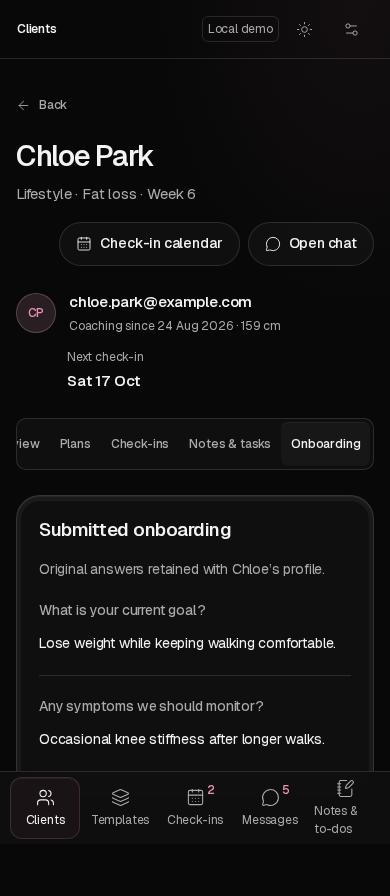 Clients
Local demo
Back
Chloe Park
Lifestyle · Fat loss · Week 6
Check-in calendar
Open chat
CP
chloe.park@example.com
Coaching since 24 Aug 2026 · 159 cm
Next check-in
Sat 17 Oct
view
Plans
Check-ins
Notes & tasks
Onboarding
Submitted onboarding
Original answers retained with Chloe's profile.
What is your current goal?
Lose weight while keeping walking comfortable.
Any symptoms we should monitor?
Occasional knee stiffness after longer walks.
Clients
Templates
2
Check-ins
5
Messages
Notes &
to-dos